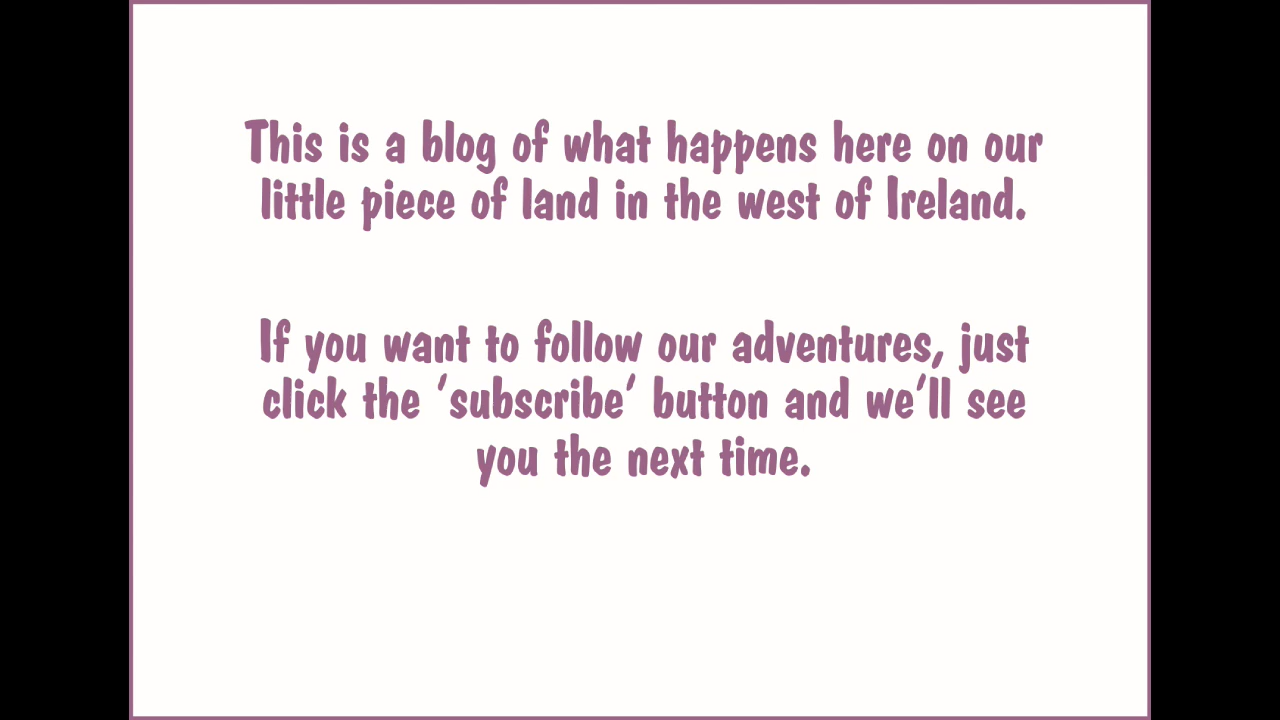 This is a blog of what happens here on our
little piece of land in the west of Ireland.
If you want to follow our adventures, just
click the ‘subscribe‘ button and we’ll see
you the next time.